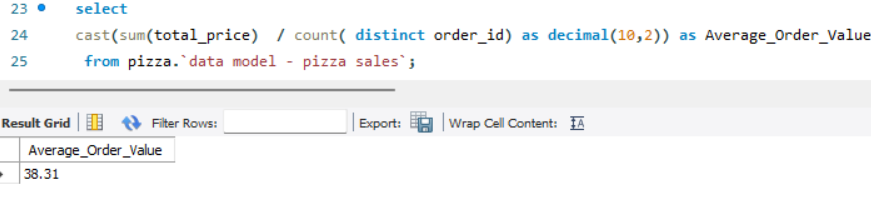 23 select
24 cast(sum(total_price) / count( distinct order_id) as decimal(10,2)) as Average_Order_Value
25 from pizza.`data model - pizza sales`;
Result Grid Filter Rows: Export: Wrap Cell Content: IA
Average_Order_Value
38.31